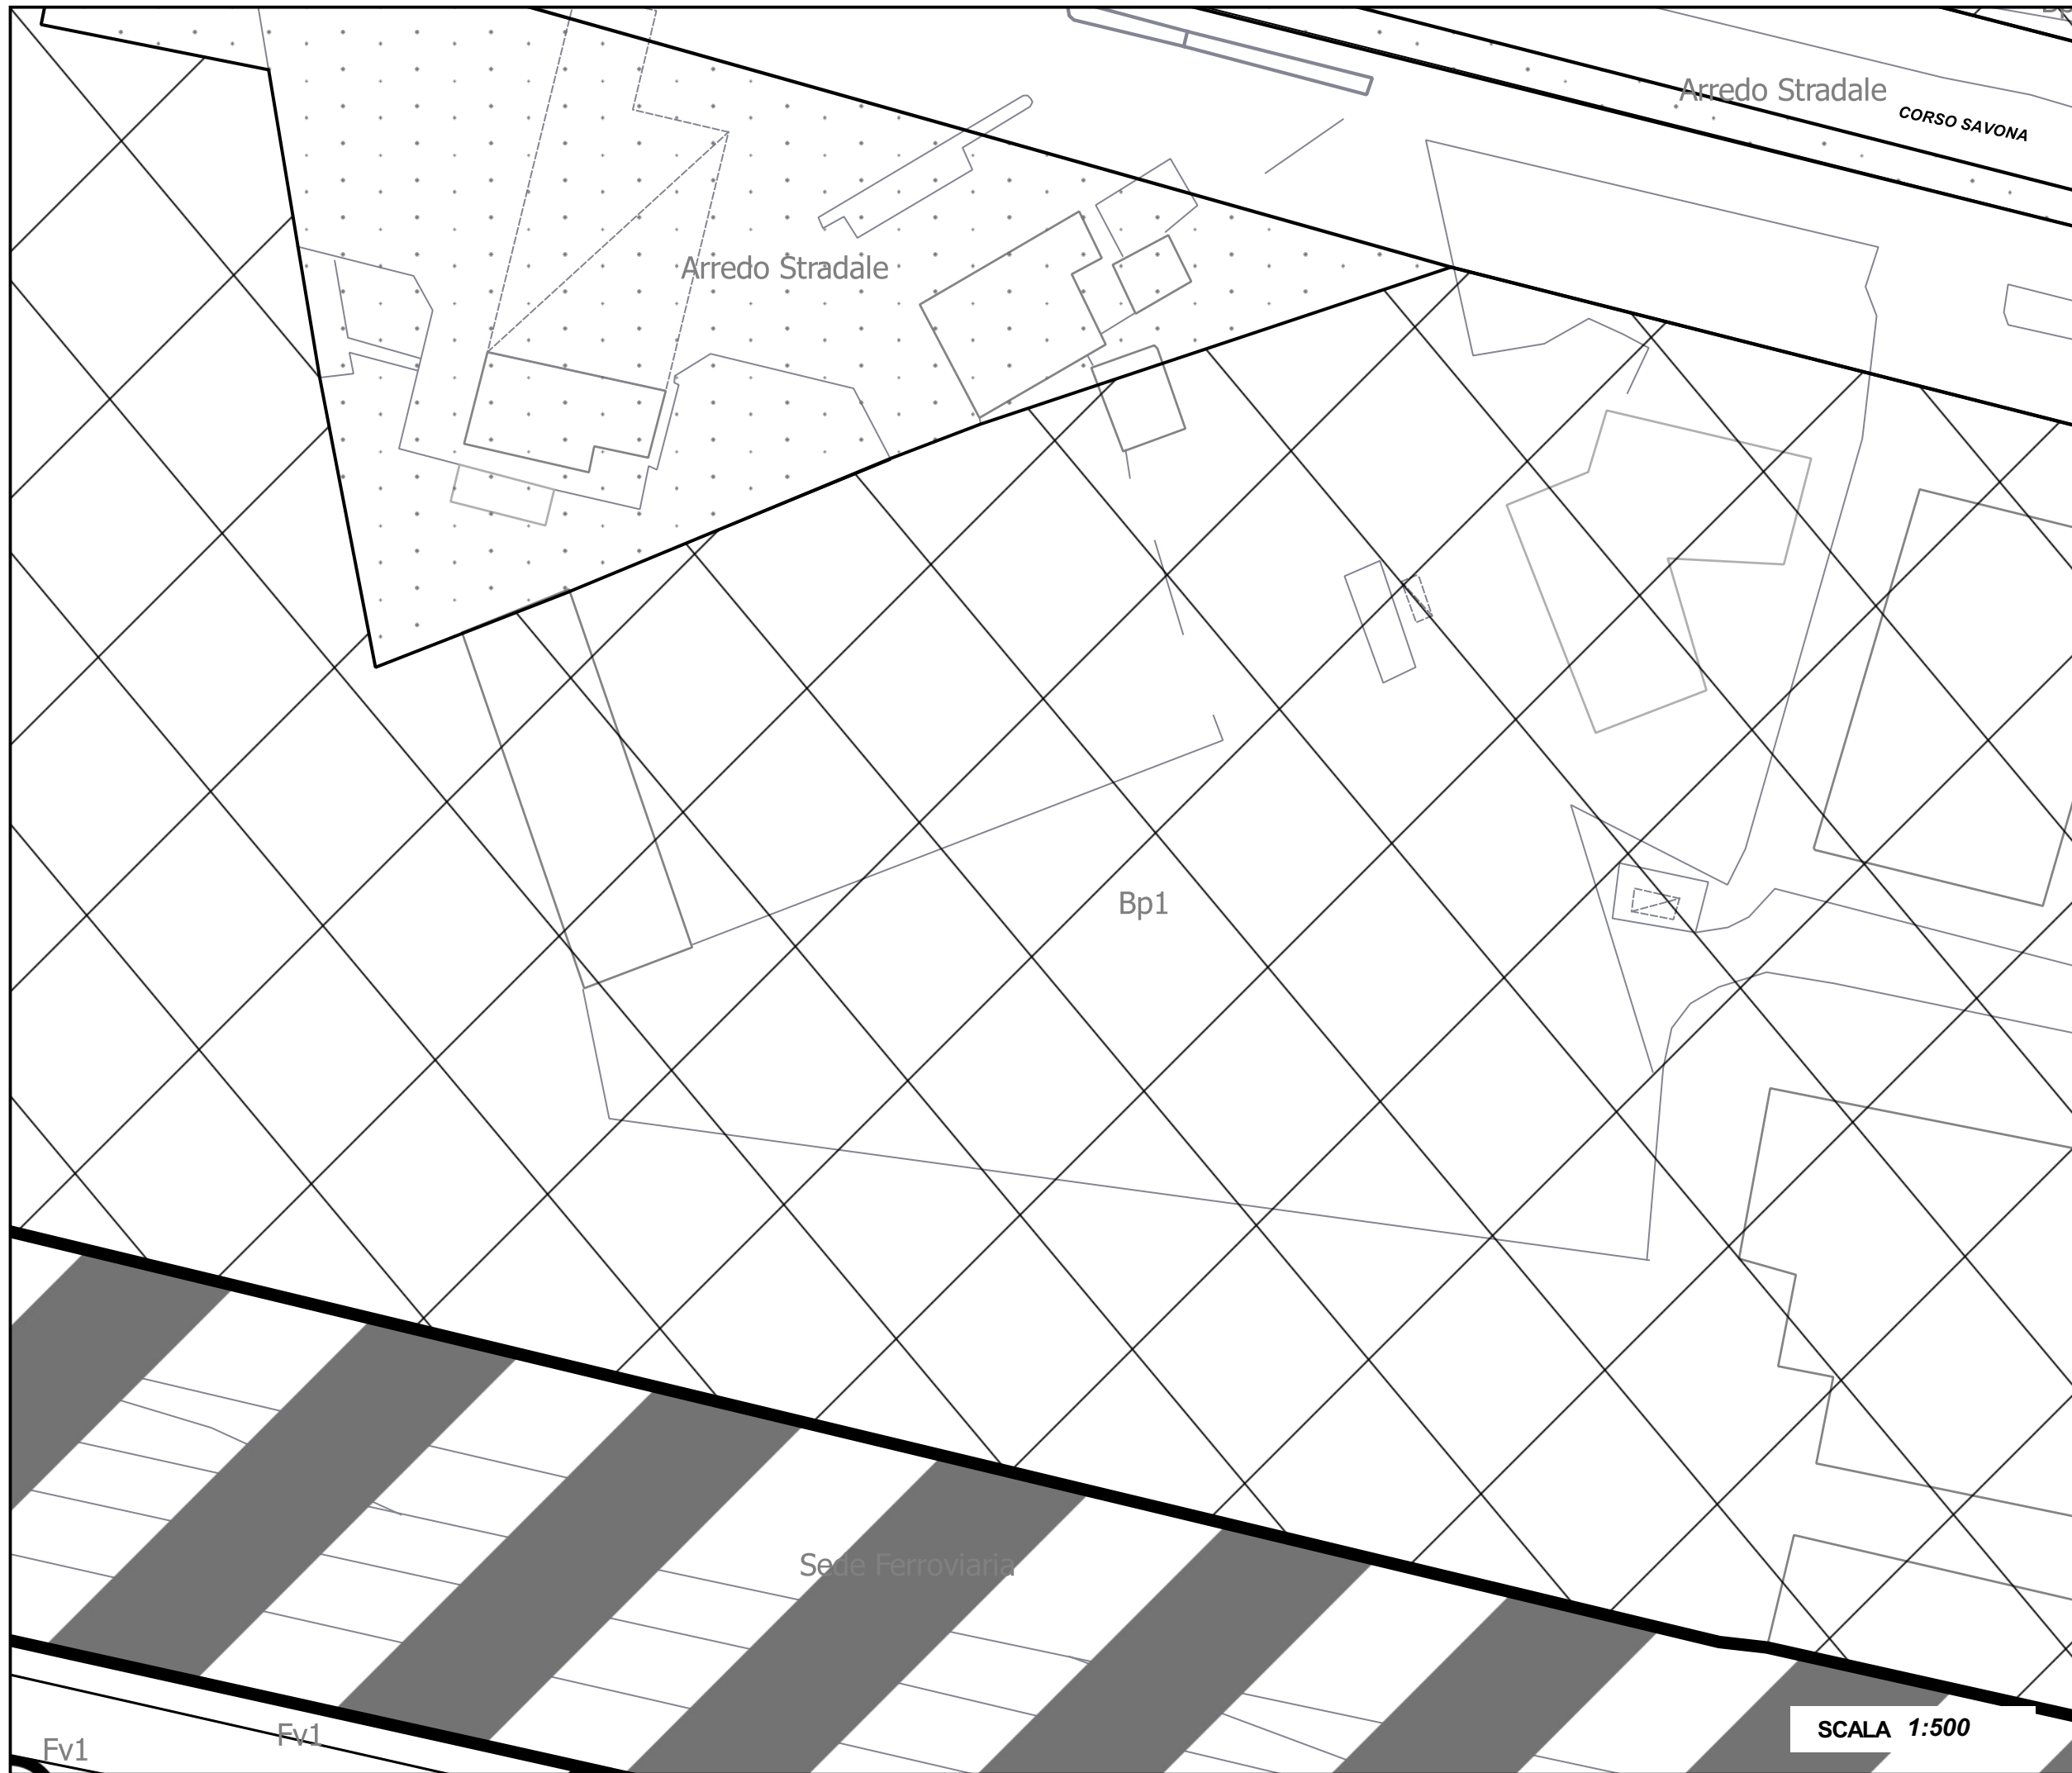 Arredo Stradale
CORSO SAVONA
Arredo Stradale
Bp1
Sede Ferroviaria
Fv1
Fv1
SCALA 1:500